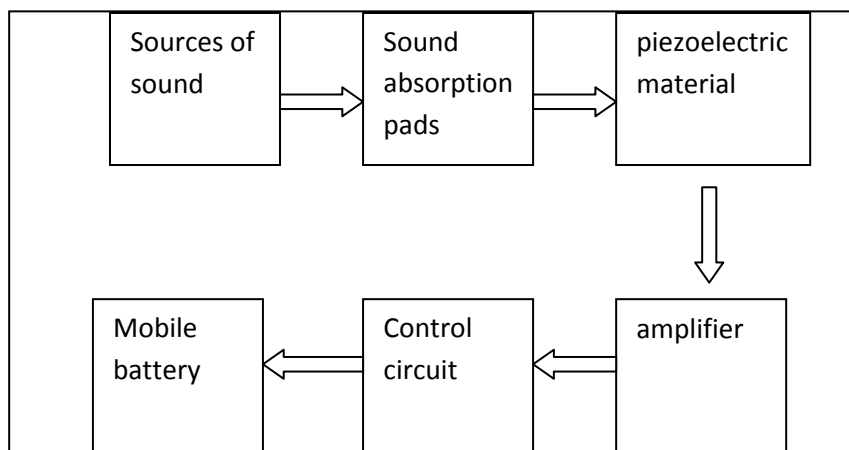 Sources of
sound
Sound
absorption
pads
piezoelectric
material
Mobile
battery
Control
circuit
amplifier